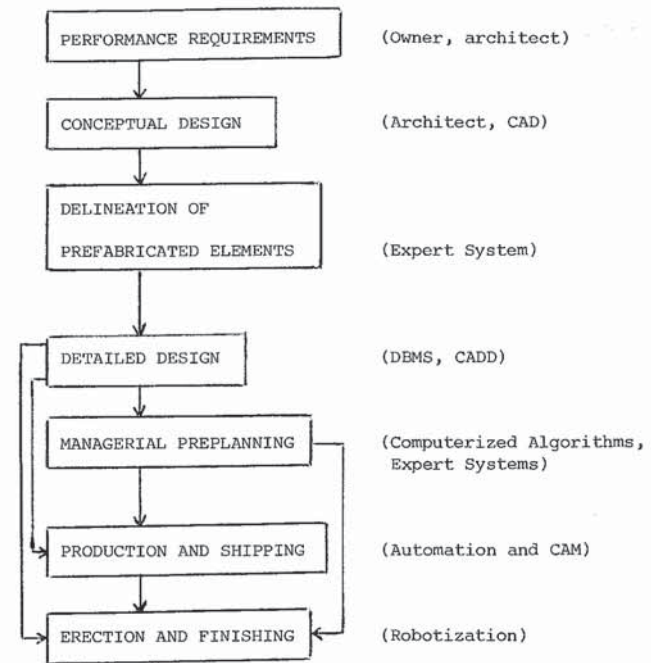 PERFORMANCE REQUIREMENTS (Owner, architect)
CONCEPTUAL DESIGN (Architect, CAD)
DELINEATION OF
PREFABRICATED ELEMENTS (Expert System)
DETAILED DESIGN (DBMS, CADD)
MANAGERIAL PREPLANNING (Computerized Algorithms,
Expert Systems)
PRODUCTION AND SHIPPING (Automation and CAM)
ERECTION AND FINISHING (Robotization)